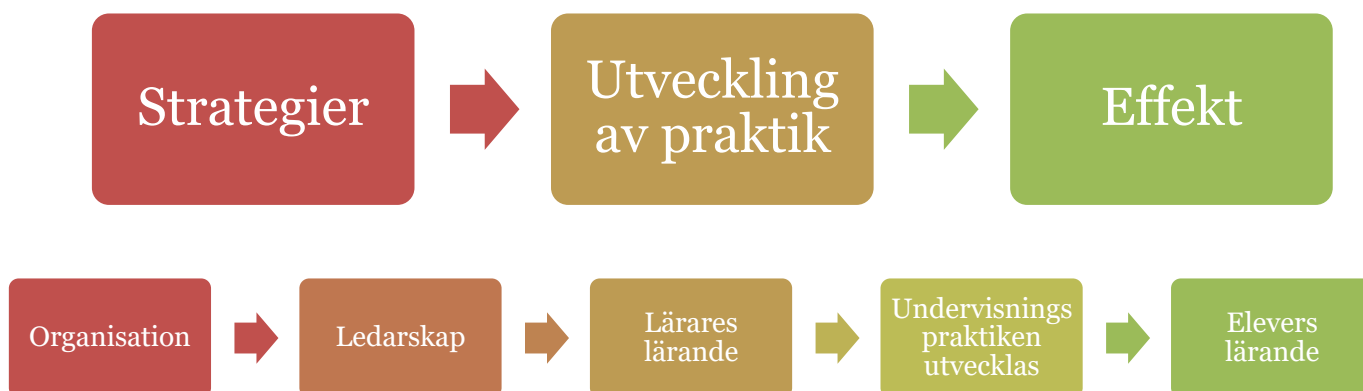 Strategier
Utveckling
av praktik
Effekt
Organisation
Ledarskap
Lärares
lärande
Undervisnings
praktiken
utvecklas
Elevers
lärande